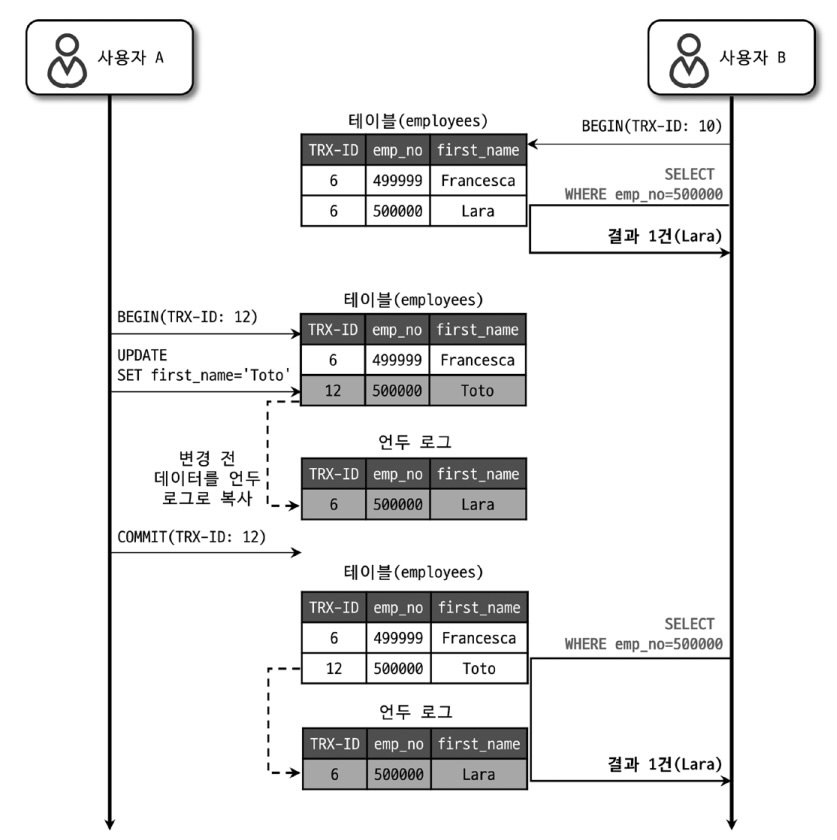 사용자 A
사용자 B
테이블(employees)
BEGIN(TRX-ID: 10)
TRX-ID emp_no first_name
6 499999 Francesca
6 500000 Lara
SELECT
WHERE emp_no=500000
결과 1건(Lara)
테이블(employees)
BEGIN(TRX-ID: 12)
TRX-ID emp_no first_name
6 499999 Francesca
12 500000 Toto
UPDATE
SET first_name='Toto'
언두 로그
변경 전
데이터를 언두
로그로 복사
TRX-ID emp_no first_name
6 500000 Lara
COMMIT(TRX-ID: 12)
테이블(employees)
TRX-ID emp_no first_name
6 499999 Francesca
12 500000 Toto
SELECT
WHERE emp_no=500000
언두 로그
TRX-ID emp_no first_name
6 500000 Lara
결과 1건(Lara)